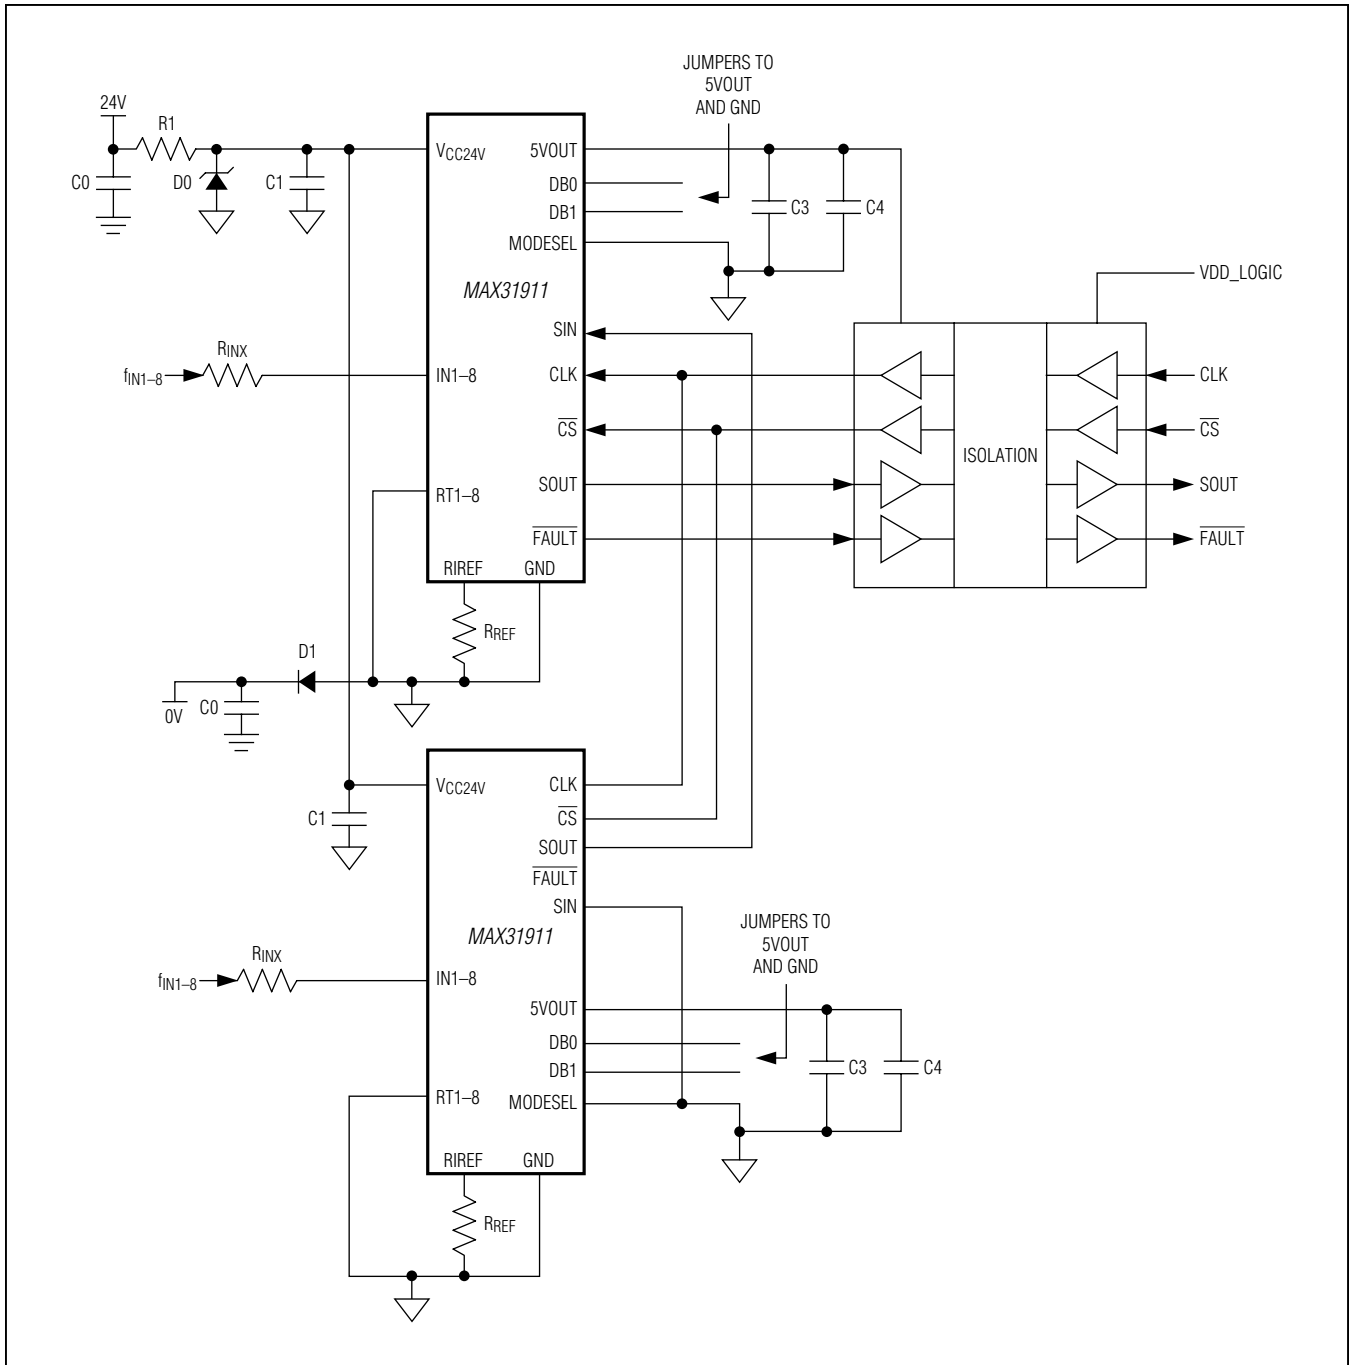 JUMPERS TO
5VOUT
AND GND
24V
R1
C0
D0
C1
VCC24V
5VOUT
DB0
DB1
C3
C4
MODESEL
VDD_LOGIC
MAX31911
SIN
RINX
fIN1–8
IN1–8
CLK
CLK
CS
CS
ISOLATION
SOUT
SOUT
RT1–8
FAULT
FAULT
RIREF
GND
RREF
D1
0V
C0
VCC24V
CLK
C1
CS
SOUT
FAULT
SIN
JUMPERS TO
5VOUT
AND GND
MAX31911
RINX
fIN1–8
IN1–8
5VOUT
DB0
DB1
C3
C4
RT1–8
MODESEL
RIREF
GND
RREF